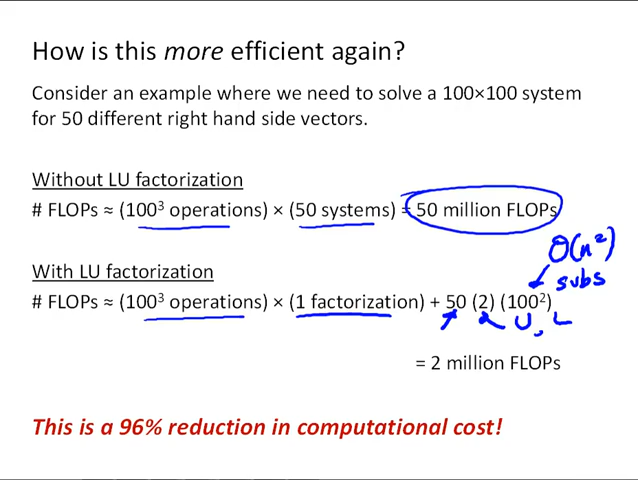 How is this more efficient again?
Consider an example where we need to solve a 100×100 system
for 50 different right hand side vectors.
Without LU factorization
# FLOPS ≈ (100³ operations) × (50 systems) = 50 million FLOPs
O(n²)
With LU factorization
subs
# FLOPS ≈ (100³ operations) × (1 factorization) + 50 (2) (100²)
U, L
= 2 million FLOPs
This is a 96% reduction in computational cost!